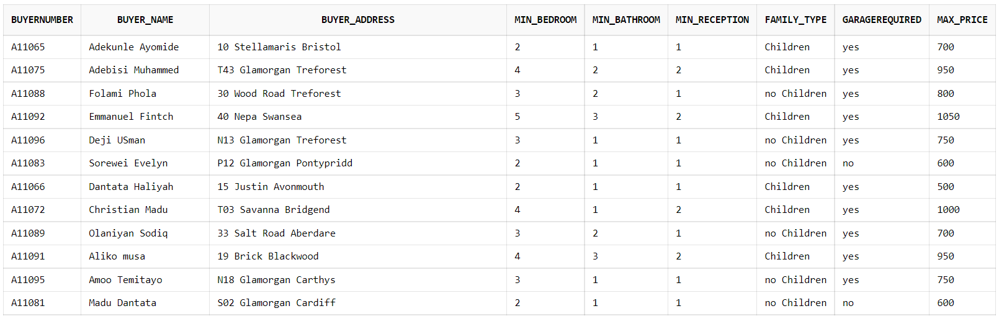 BUYERNUMBER BUYER_NAME BUYER_ADDRESS MIN_BEDROOM MIN_BATHROOM MIN_RECEPTION FAMILY_TYPE GARAGEREQUIRED MAX_PRICE
A11065 Adekunle Ayomide 10 Stellamaris Bristol 2 1 1 Children yes 700
A11075 Adebisi Muhammed T43 Glamorgan Treforest 4 2 2 Children yes 950
A11088 Folami Phola 30 Wood Road Treforest 3 2 1 no Children yes 800
A11092 Emmanuel Fintch 40 Nepa Swansea 5 3 2 Children yes 1050
A11096 Deji USman N13 Glamorgan Treforest 3 1 1 no Children yes 750
A11083 Sorewei Evelyn P12 Glamorgan Pontypridd 2 1 1 no Children no 600
A11066 Dantata Haliyah 15 Justin Avonmouth 2 1 1 Children yes 500
A11072 Christian Madu T03 Savanna Bridgend 4 1 2 Children yes 1000
A11089 Olaniyan Sodiq 33 Salt Road Aberdare 3 2 1 no Children yes 700
A11091 Aliko musa 19 Brick Blackwood 4 3 2 Children yes 950
A11095 Amoo Temitayo N18 Glamorgan Carthys 3 1 1 no Children yes 750
A11081 Madu Dantata S02 Glamorgan Cardiff 2 1 1 no Children no 600